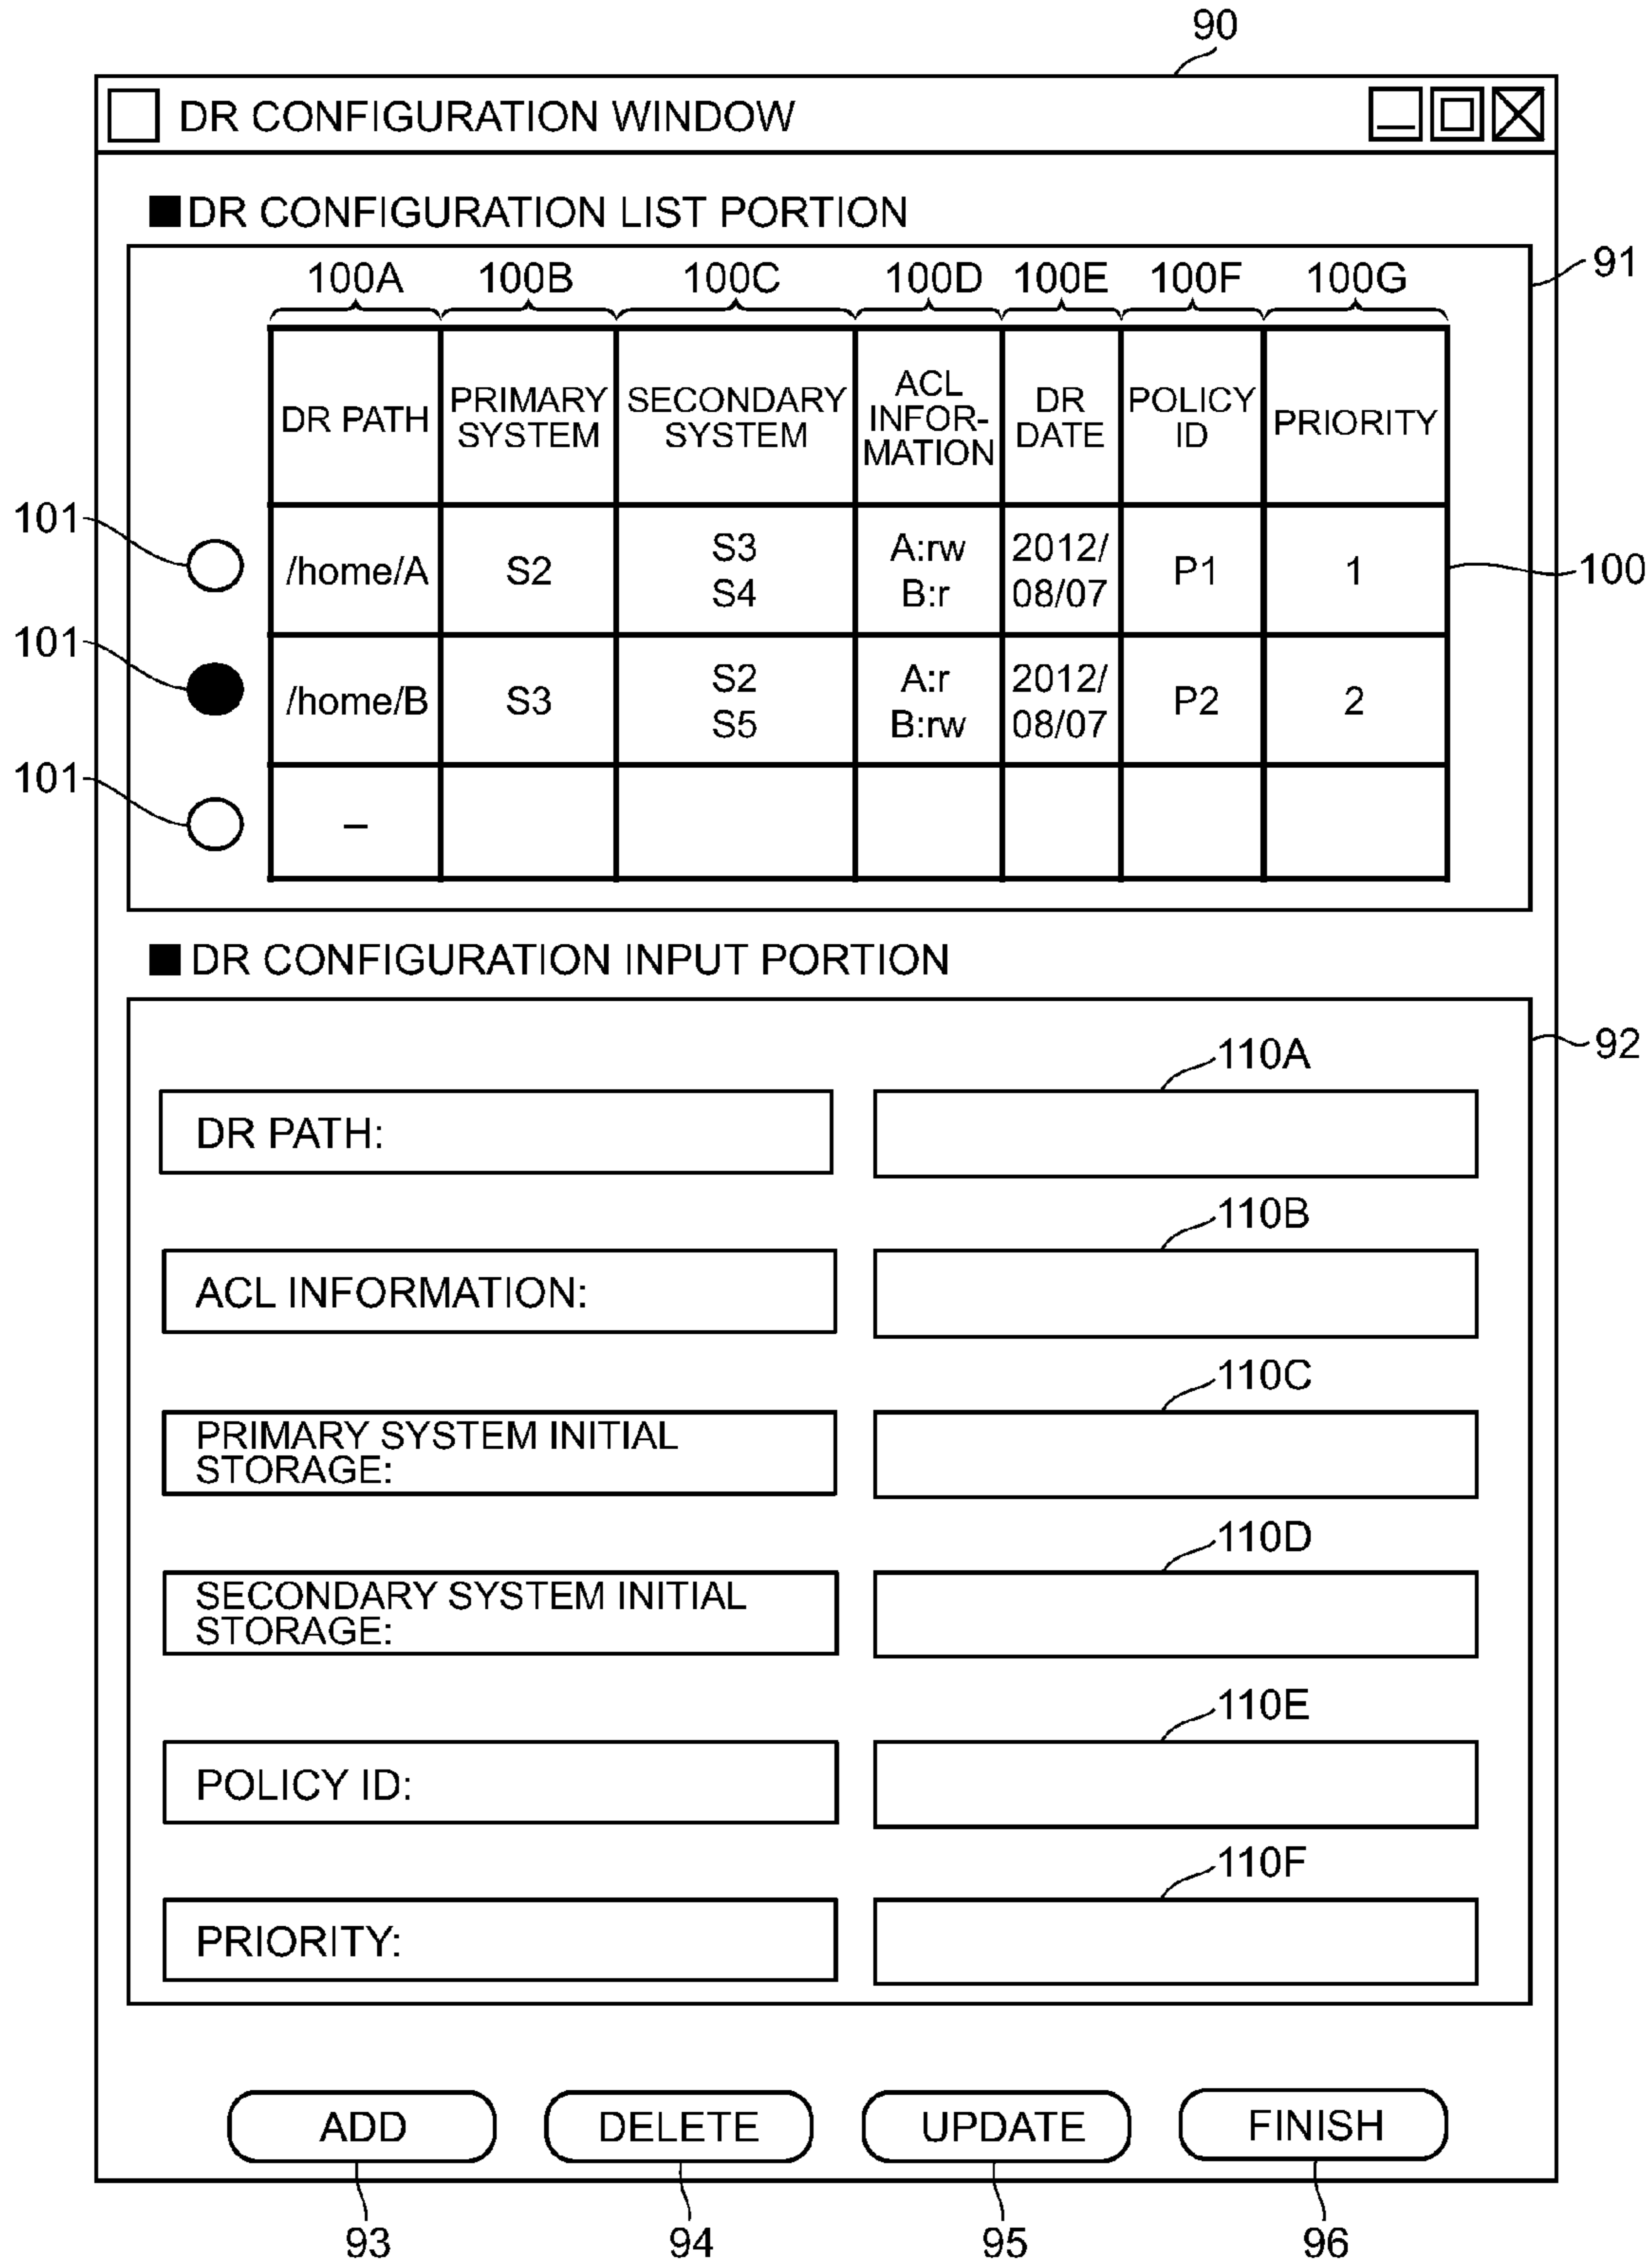 90
DR CONFIGURATION WINDOW
DR CONFIGURATION LIST PORTION
91
100A 100B 100C 100D 100E 100F 100G
DR PATH
PRIMARY
SYSTEM
SECONDARY
SYSTEM
ACL
INFOR-
MATION
DR
DATE
POLICY
ID
PRIORITY
101
/home/A
S2
S3
S4
A:rw
B:r
2012/
08/07
P1
1
100
101
/home/B
S3
S2
S5
A:r
B:rw
2012/
08/07
P2
2
101
–
DR CONFIGURATION INPUT PORTION
92
110A
DR PATH:
110B
ACL INFORMATION:
110C
PRIMARY SYSTEM INITIAL
STORAGE:
110D
SECONDARY SYSTEM INITIAL
STORAGE:
110E
POLICY ID:
110F
PRIORITY:
ADD DELETE UPDATE FINISH
93 94 95 96